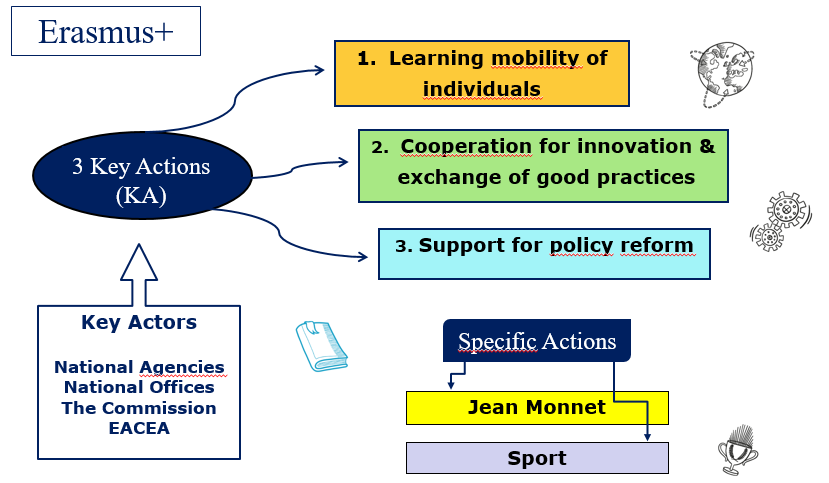 Erasmus+
1. Learning mobility of
individuals
3 Key Actions
(KA)
2. Cooperation for innovation &
exchange of good practices
3. Support for policy reform
Key Actors
National Agencies
National Offices
The Commission
EACEA
Specific Actions
Jean Monnet
Sport